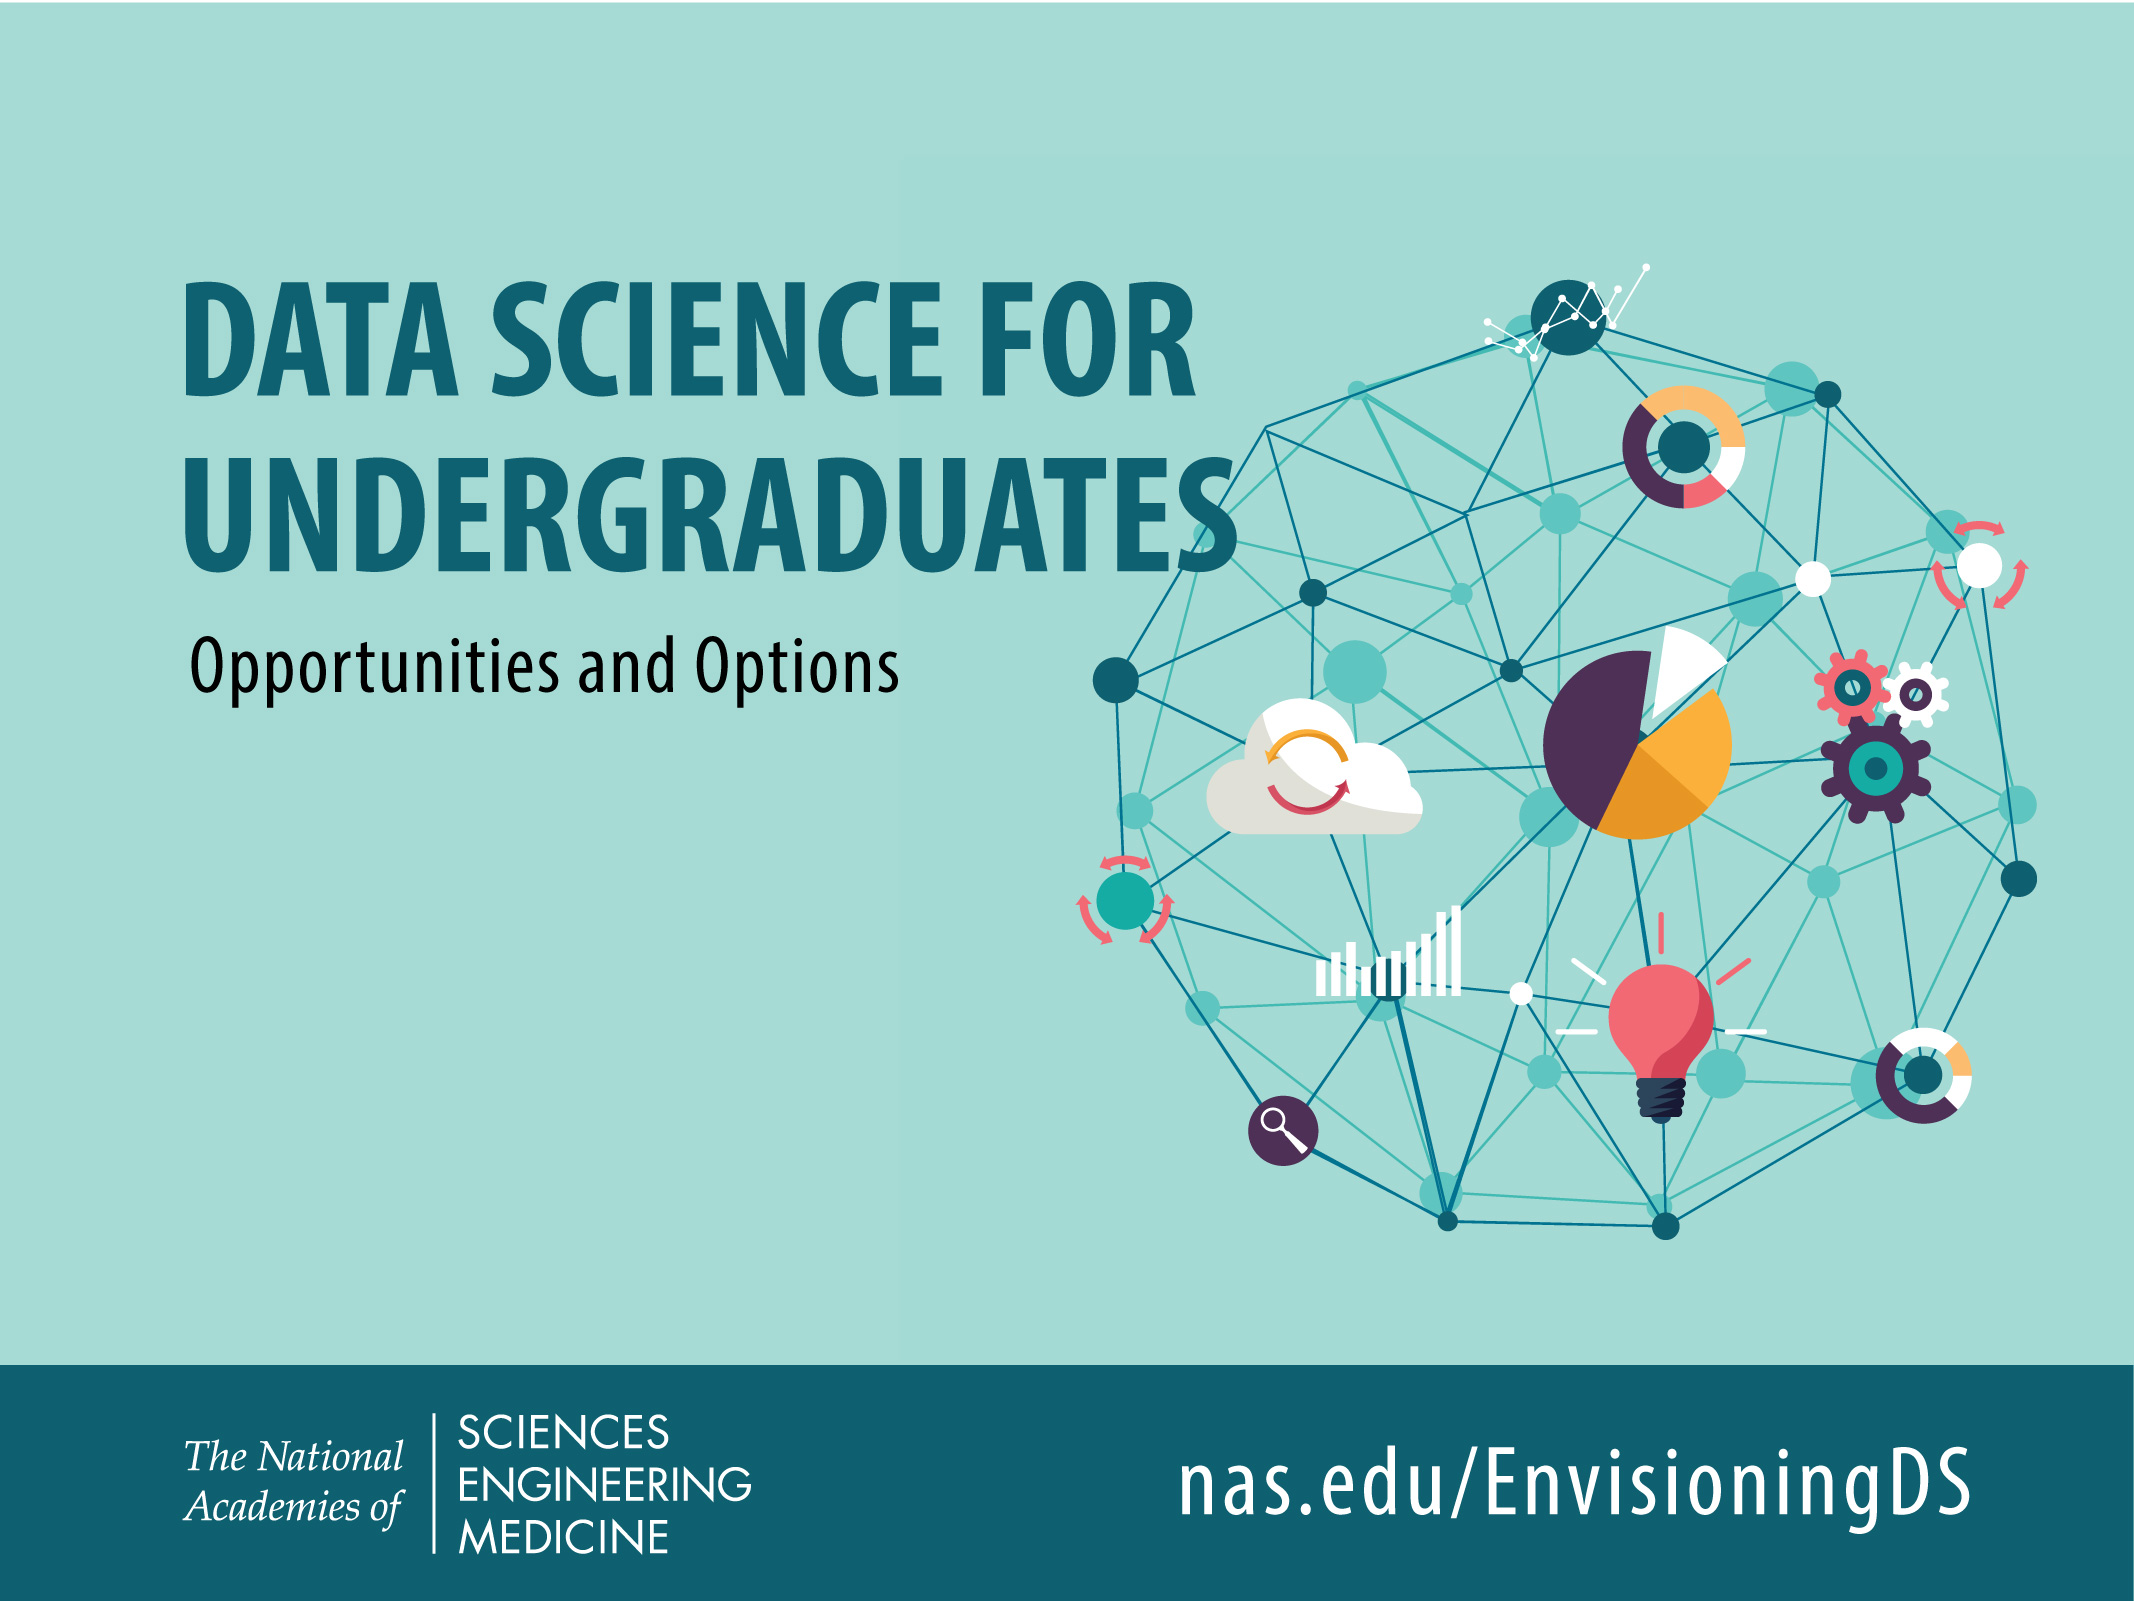 DATA SCIENCE FOR
UNDERGRADUATES
Opportunities and Options
The National
Academies of
SCIENCES
ENGINEERING
MEDICINE
nas.edu/EnvisioningDS